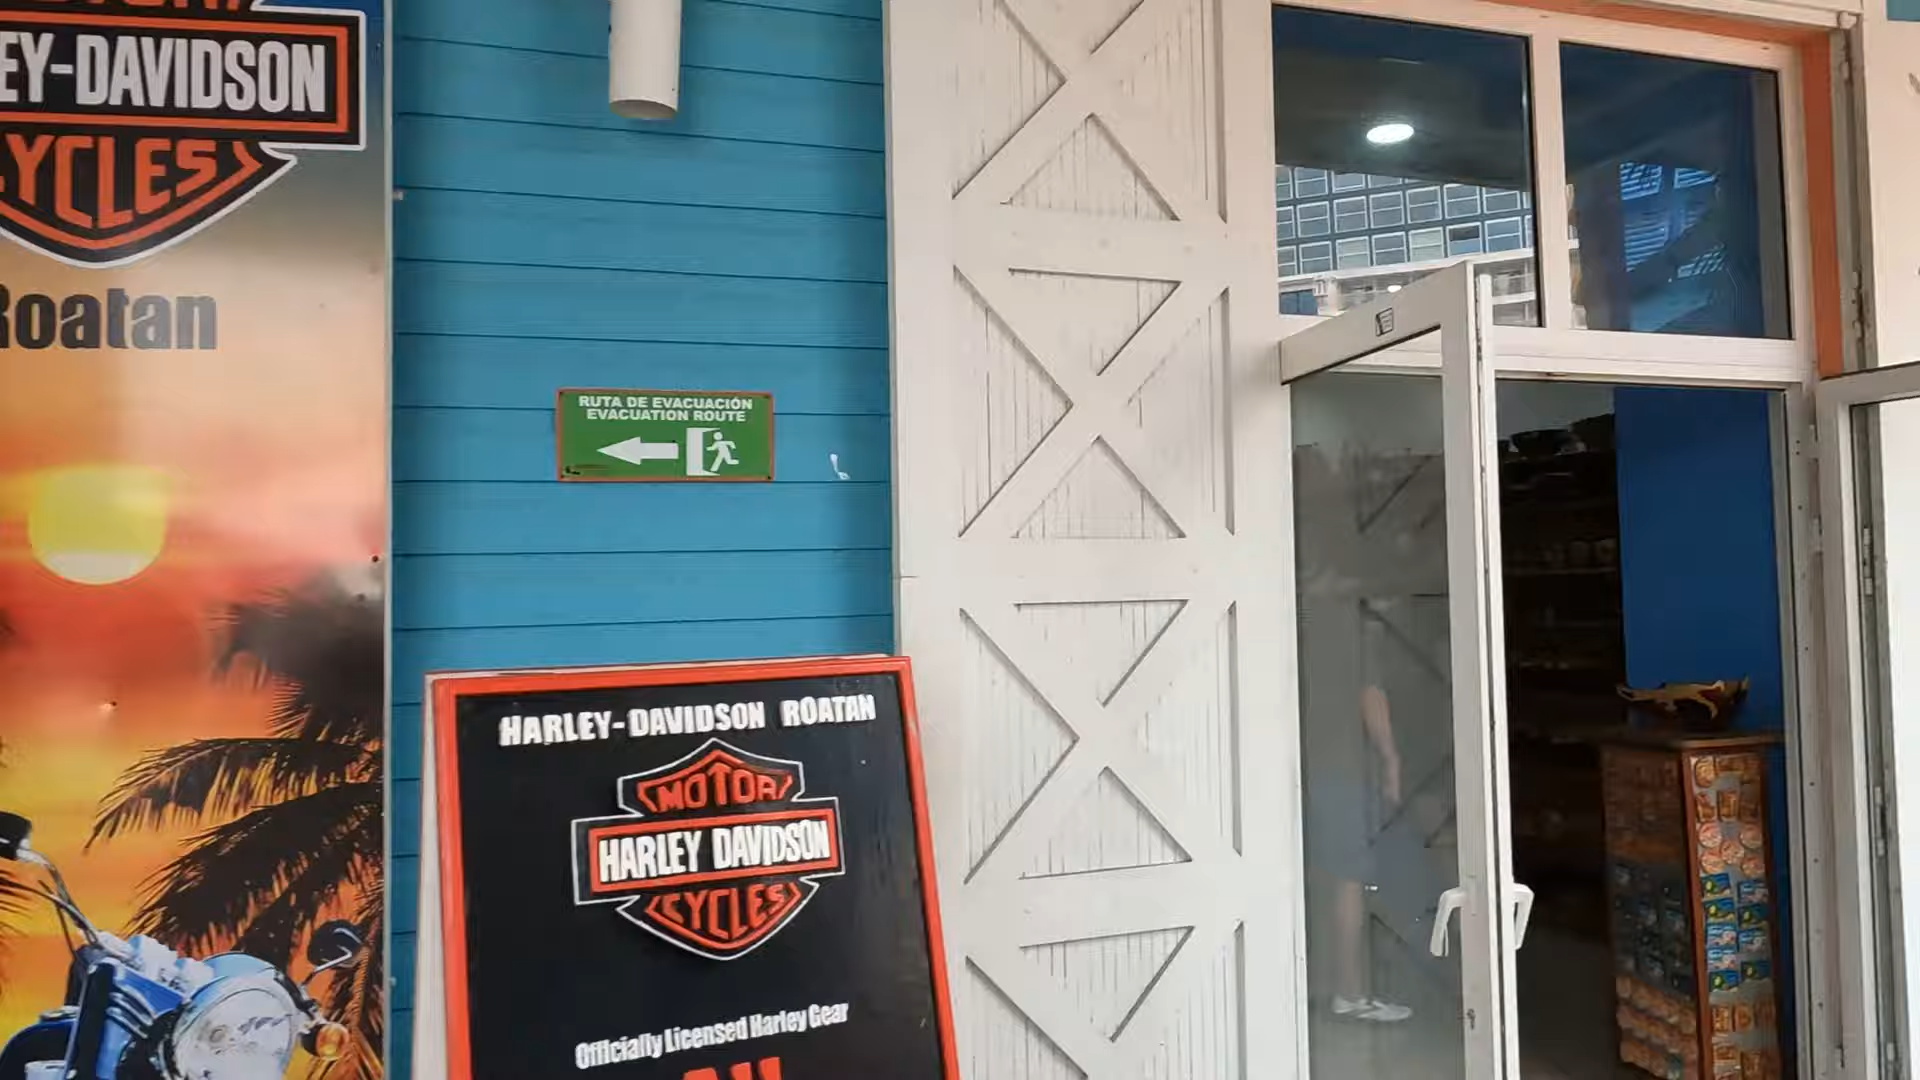 EY-DAVIDSON
YCLES
Roatan
RUTA DE EVACUACIÓN
EVACUATION ROUTE
HARLEY-DAVIDSON ROATAN
MOTOR
HARLEY DAVIDSON
CYCLES
Officially Licensed Harley Gear